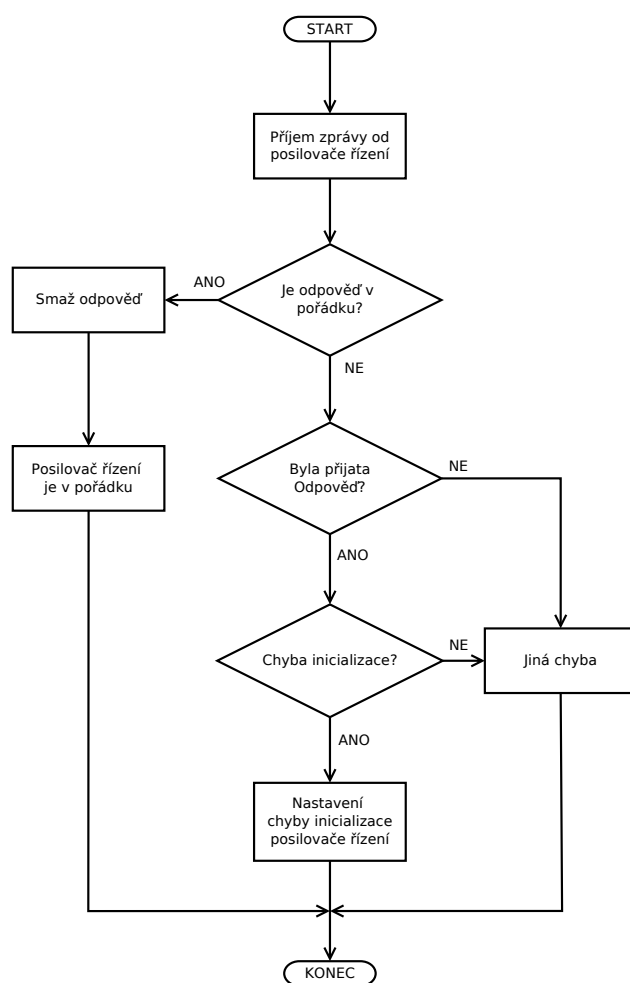 START
Příjem zprávy od
posilovače řízení
Je odpověď v
pořádku?
ANO
Smaž odpověď
NE
Posilovač řízení
je v pořádku
Byla přijata
Odpověď?
NE
ANO
Chyba inicializace?
NE
Jiná chyba
ANO
Nastavení
chyby inicializace
posilovače řízení
KONEC